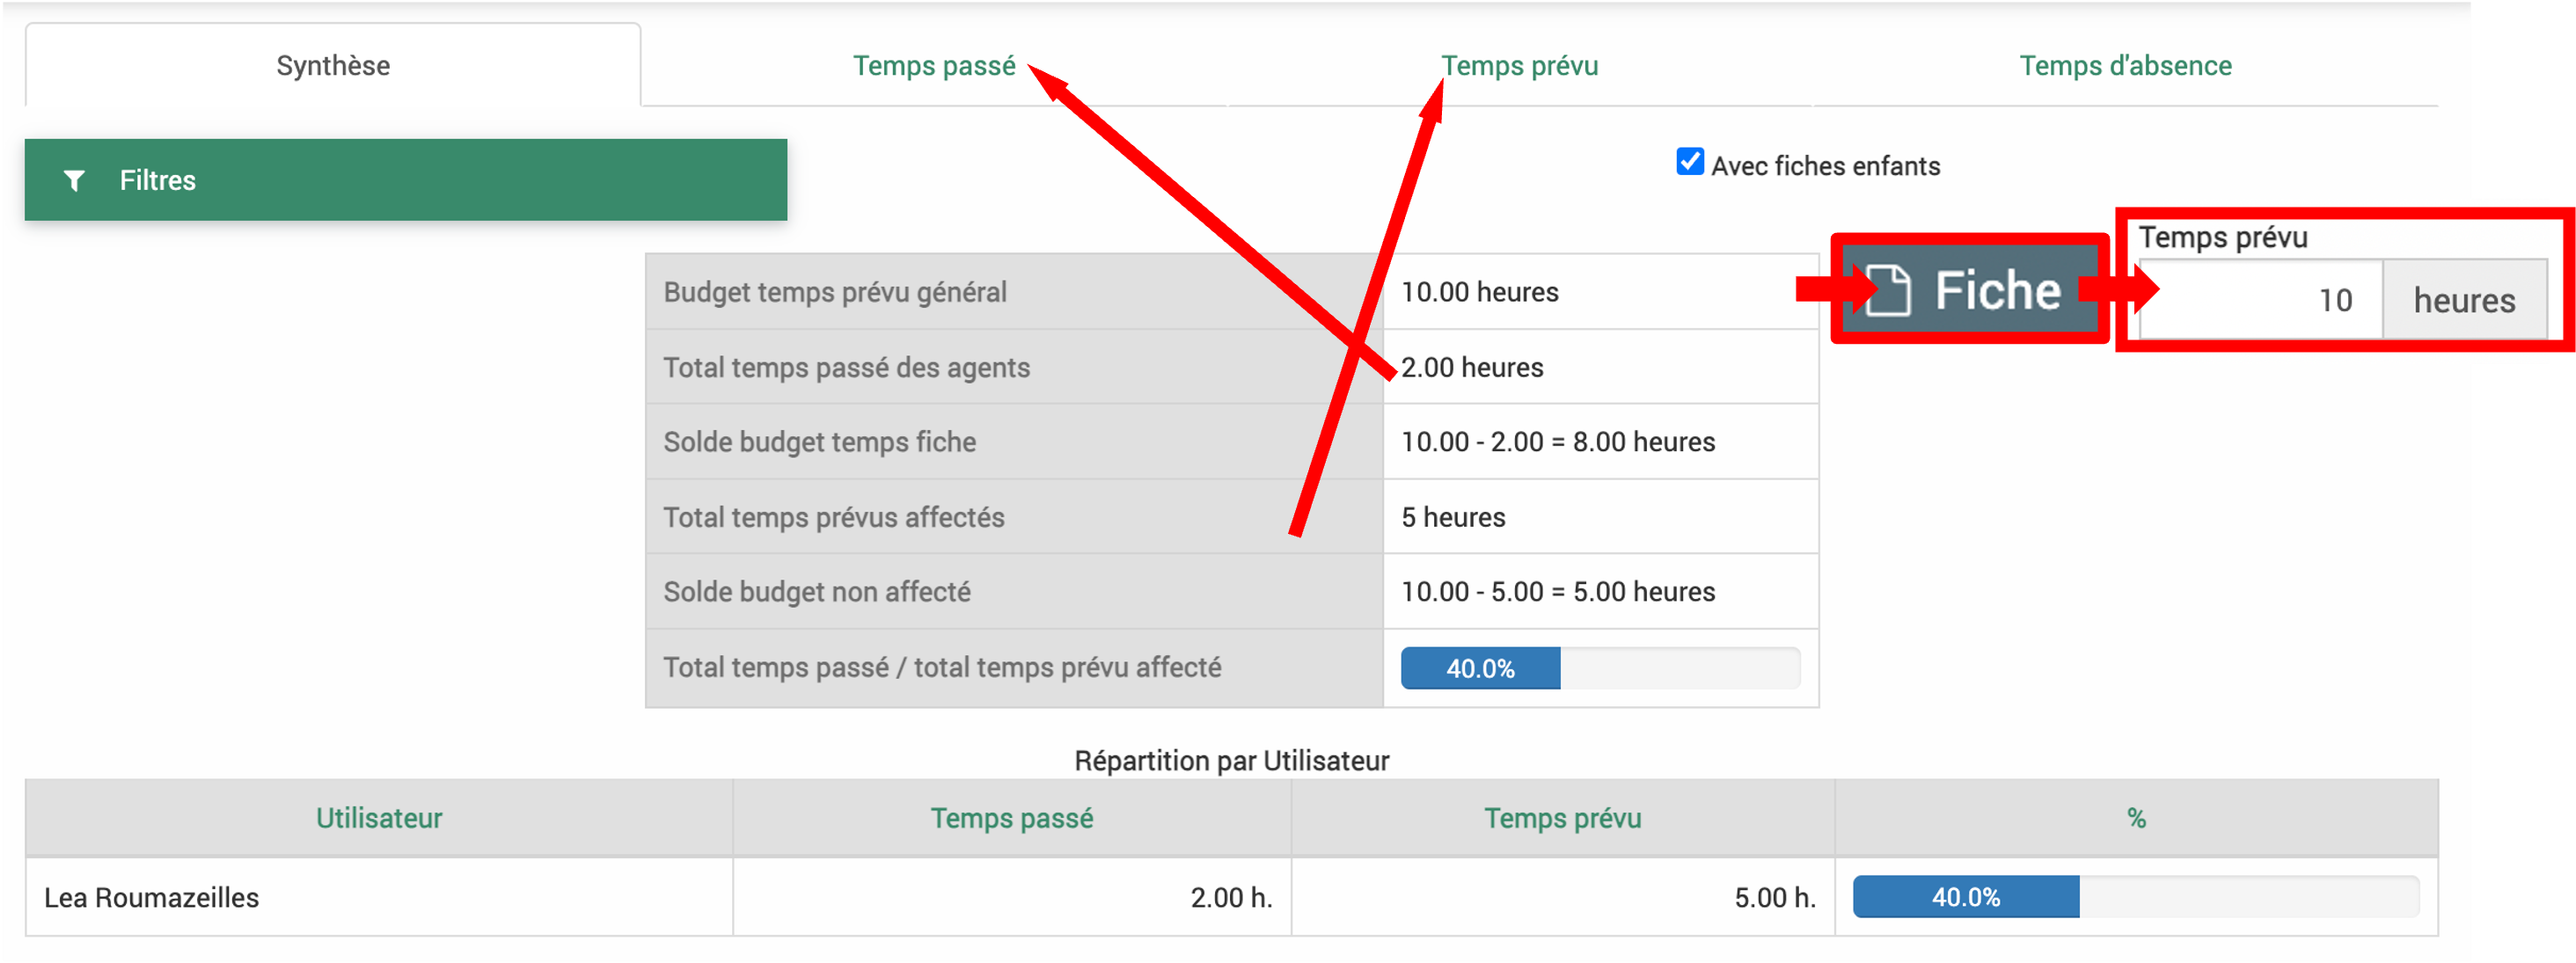 Synthèse Temps passé Temps prévu Temps d'absence
Filtres
Avec fiches enfants
Temps prévu
Budget temps prévu général 10.00 heures Fiche 10 heures
Total temps passé des agents 2.00 heures
Solde budget temps fiche 10.00 - 2.00 = 8.00 heures
Total temps prévus affectés 5 heures
Solde budget non affecté 10.00 - 5.00 = 5.00 heures
Total temps passé / total temps prévu affecté 40.0%
Répartition par Utilisateur
Utilisateur Temps passé Temps prévu %
Lea Roumazeilles 2.00 h. 5.00 h. 40.0%